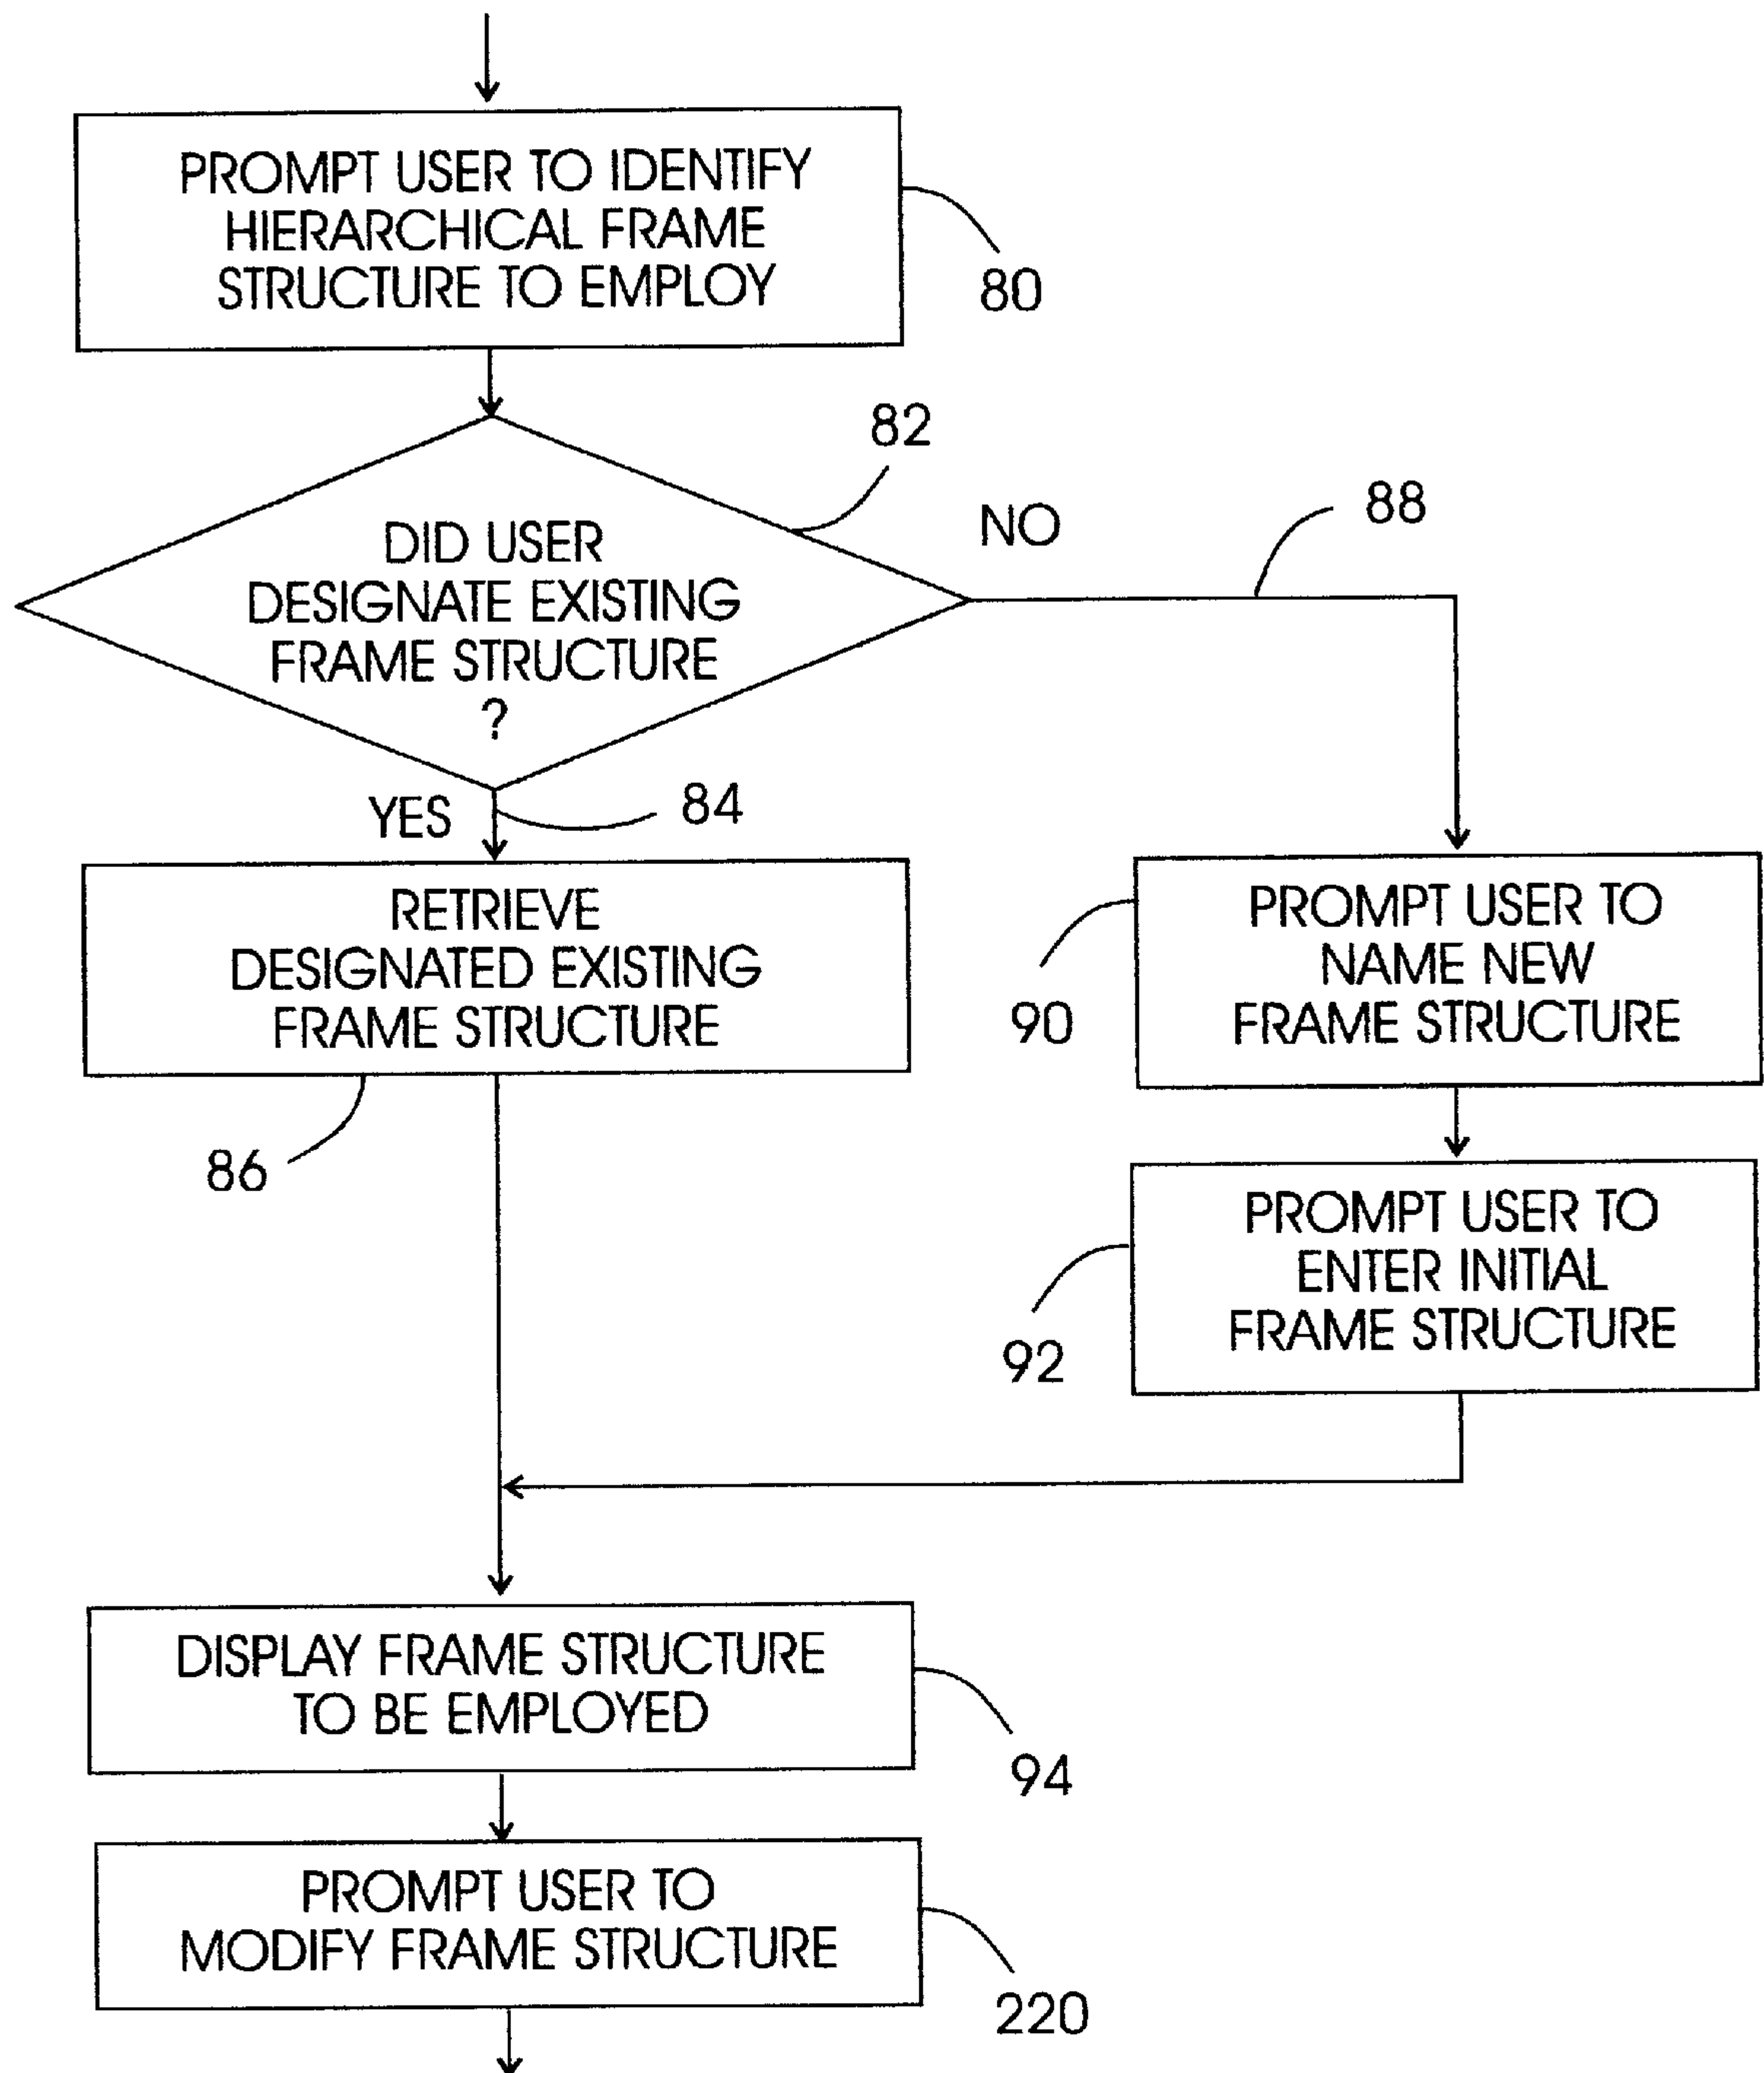 PROMPT USER TO IDENTIFY
HIERARCHICAL FRAME
STRUCTURE TO EMPLOY
80
82
DID USER
DESIGNATE EXISTING
FRAME STRUCTURE
?
NO
88
YES
84
RETRIEVE
DESIGNATED EXISTING
FRAME STRUCTURE
86
PROMPT USER TO
NAME NEW
FRAME STRUCTURE
90
PROMPT USER TO
ENTER INITIAL
FRAME STRUCTURE
92
DISPLAY FRAME STRUCTURE
TO BE EMPLOYED
94
PROMPT USER TO
MODIFY FRAME STRUCTURE
220